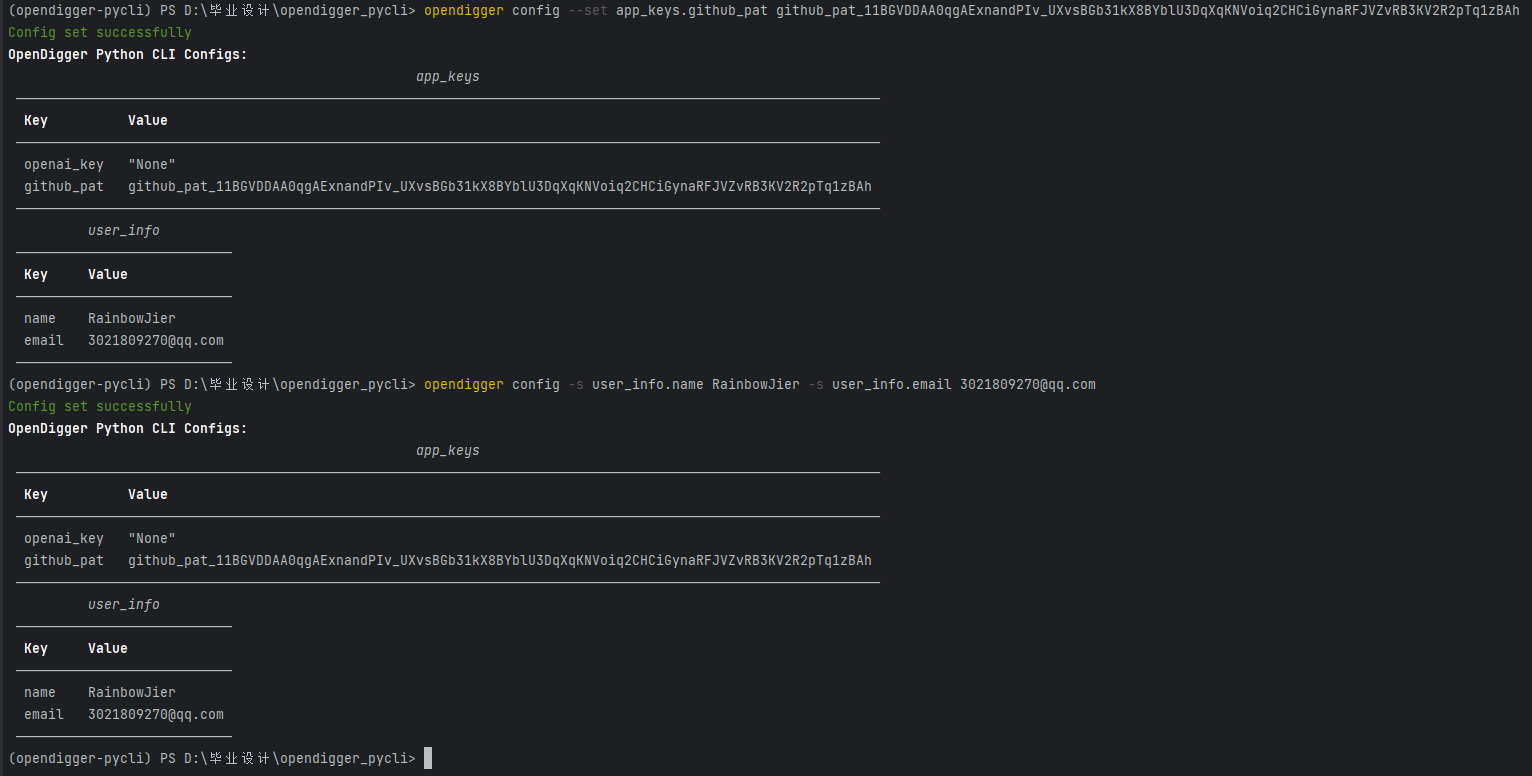 (opendigger-pycli) PS D:\毕业设计\opendigger_pycli> opendigger config --set app_keys.github_pat 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
Config set successfully
OpenDigger Python CLI Configs:
app_keys
Key Value
openai_key "None"
github_pat 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
user_info
Key Value
name RainbowJier
email 3021809270@qq.com
(opendigger-pycli) PS D:\毕业设计\opendigger_pycli> opendigger config -s user_info.name RainbowJier -s user_info.email 3021809270@qq.com
Config set successfully
OpenDigger Python CLI Configs:
app_keys
Key Value
openai_key "None"
github_pat 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
user_info
Key Value
name RainbowJier
email 3021809270@qq.com
(opendigger-pycli) PS D:\毕业设计\opendigger_pycli>